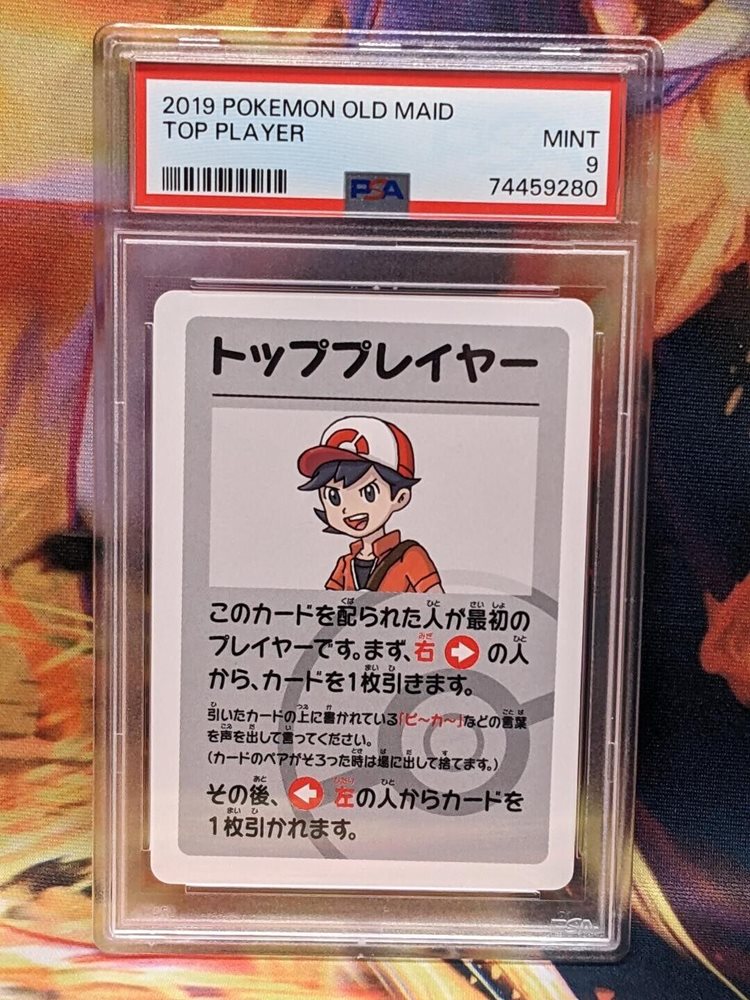 2019 POKEMON OLD MAID
TOP PLAYER
MINT
9
PSA
74459280
トッププレイヤー
このカードを配られた人が最初の
プレイヤーです。まず、右 の人
から、カードを1枚引きます。
引いたカードの上に書かれている「ピ〜カ〜」などの言葉
を声を出して言ってください。
(カードのペアがそろった時は場に出して捨てます。)
その後、 左の人からカードを
1枚引かれます。
PSA